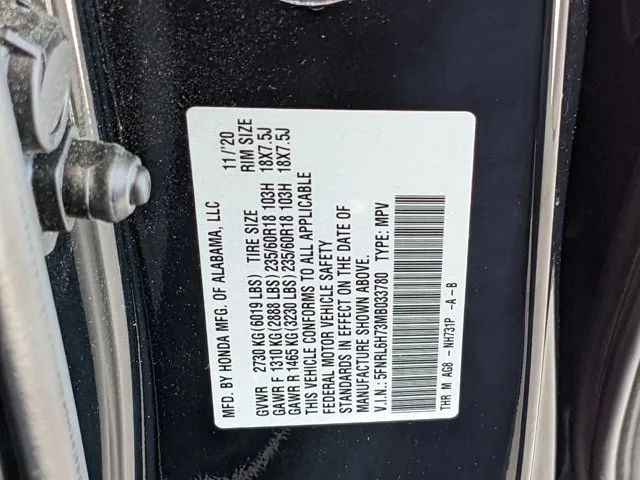 MFD. BY HONDA MFG. OF ALABAMA, LLC 11/'20
GVWR 2730 KG(6019 LBS) TIRE SIZE RIM SIZE
GAWR F 1310 KG(2888 LBS) 235/60R18 103H 18X7.5J
GAWR R 1465 KG(3230 LBS) 235/60R18 103H 18X7.5J
THIS VEHICLE CONFORMS TO ALL APPLICABLE
FEDERAL MOTOR VEHICLE SAFETY
STANDARDS IN EFFECT ON THE DATE OF
MANUFACTURE SHOWN ABOVE.
V.I.N.: 5FNRL6H73MB033780 TYPE: MPV
THR M AG8 -NH731P -A-B